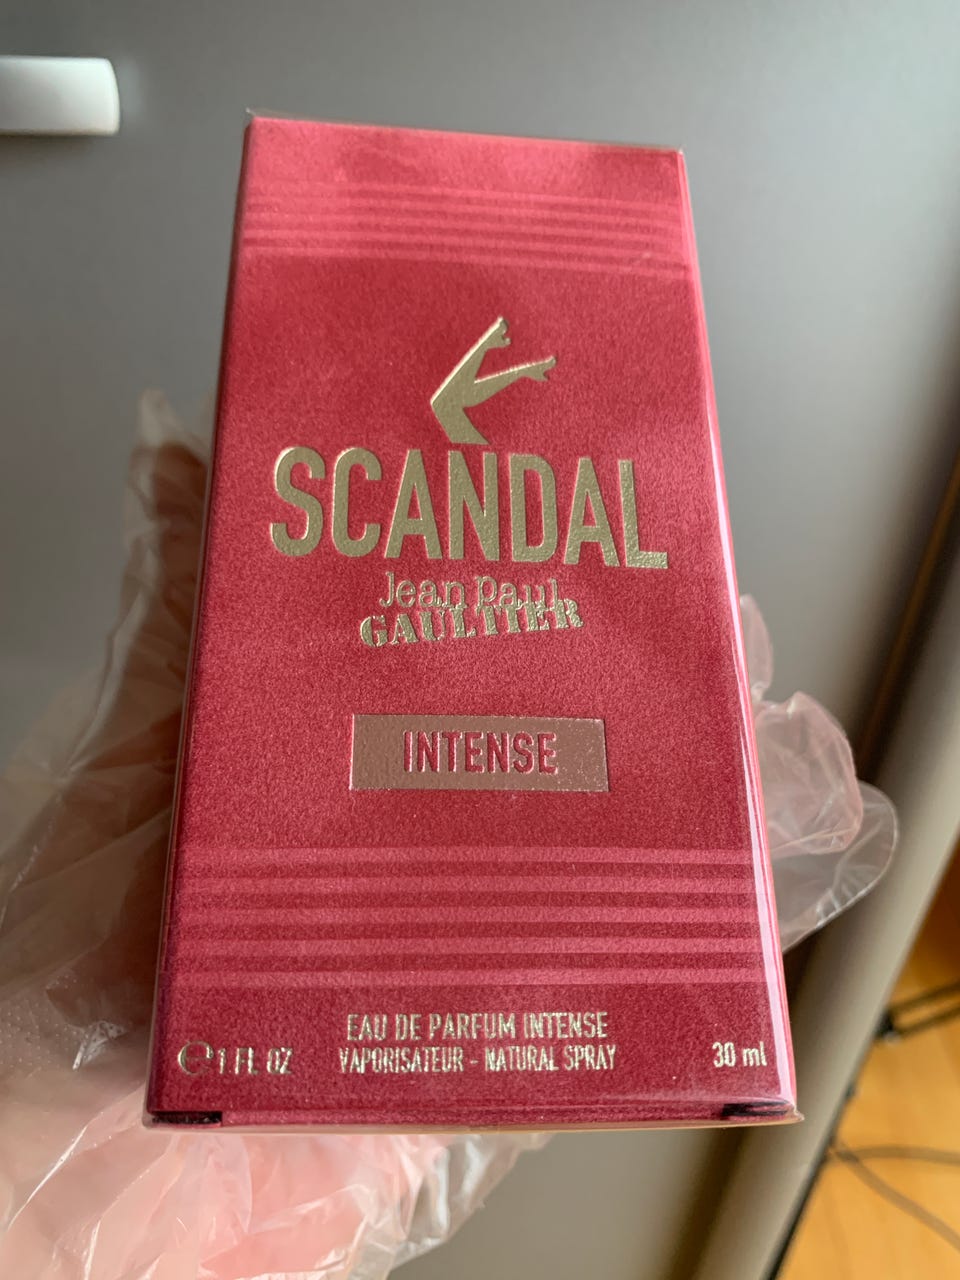 SCANDAL
Jean Paul
GAULTIER
INTENSE
EAU DE PARFUM INTENSE
℮ 1 FL. OZ VAPORISATEUR - NATURAL SPRAY 30 ml